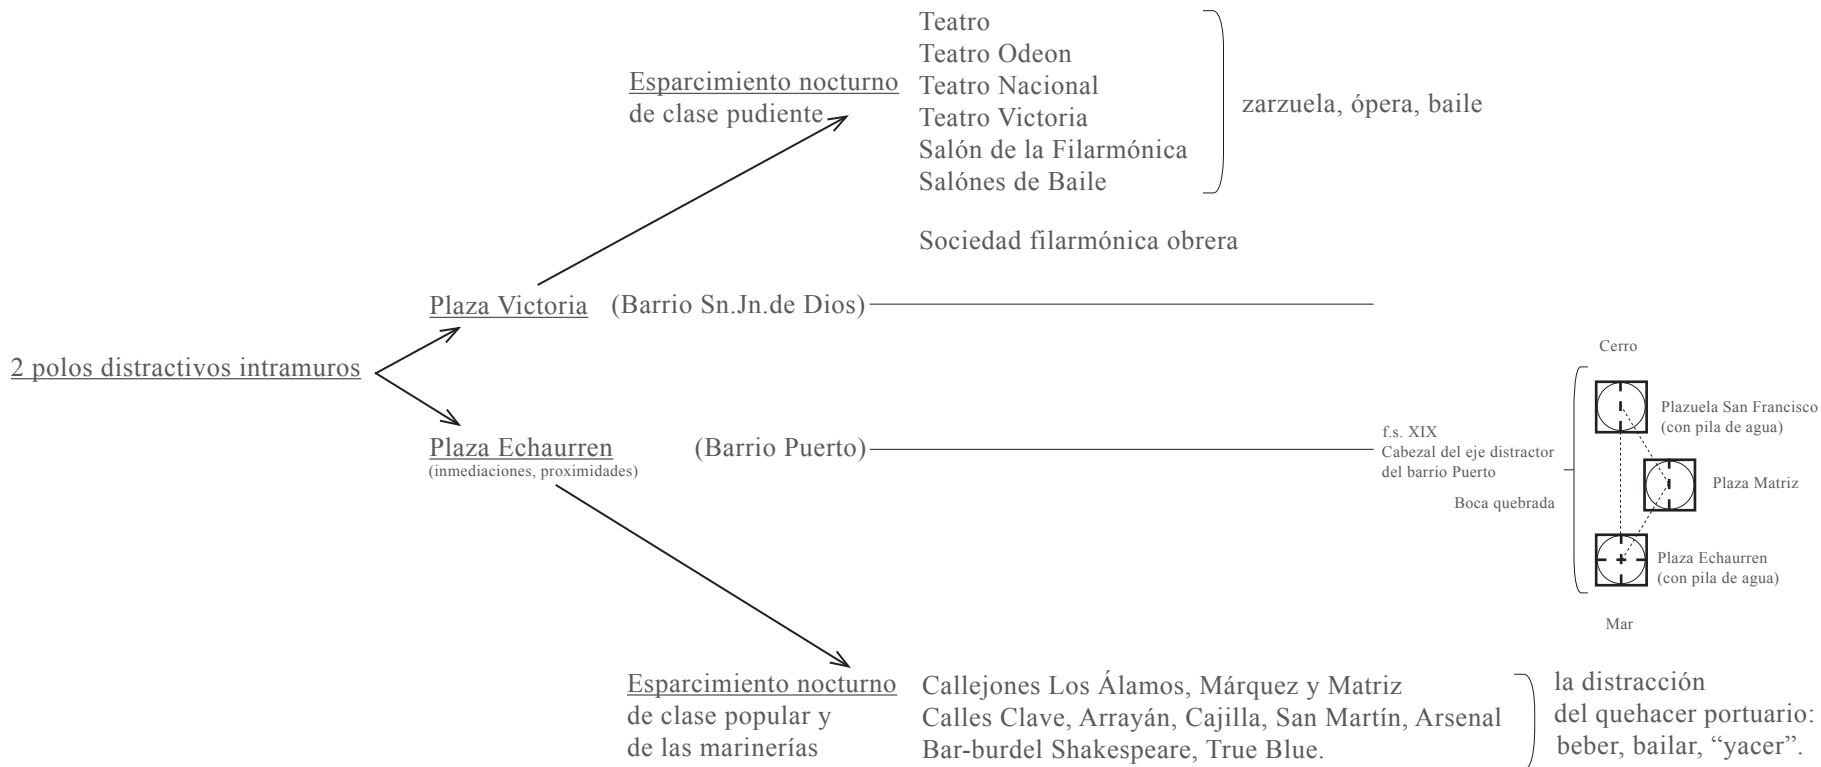 Teatro
Teatro Odeon
Esparcimiento nocturno
de clase pudiente
Teatro Nacional
Teatro Victoria
Salón de la Filarmónica
Salónes de Baile
zarzuela, ópera, baile
Sociedad filarmónica obrera
Plaza Victoria (Barrio Sn.Jn.de Dios)
2 polos distractivos intramuros
Plaza Echaurren (Barrio Puerto)
(inmediaciones, proximidades)
f.s. XIX
Cabezal del eje distractor
del barrio Puerto
Boca quebrada
Cerro
Plazuela San Francisco
(con pila de agua)
Plaza Matriz
Plaza Echaurren
(con pila de agua)
Mar
Esparcimiento nocturno
de clase popular y
de las marinerías
Callejones Los Álamos, Márquez y Matriz
Calles Clave, Arrayán, Cajilla, San Martín, Arsenal
Bar-burdel Shakespeare, True Blue.
la distracción
del quehacer portuario:
beber, bailar, “yacer”.